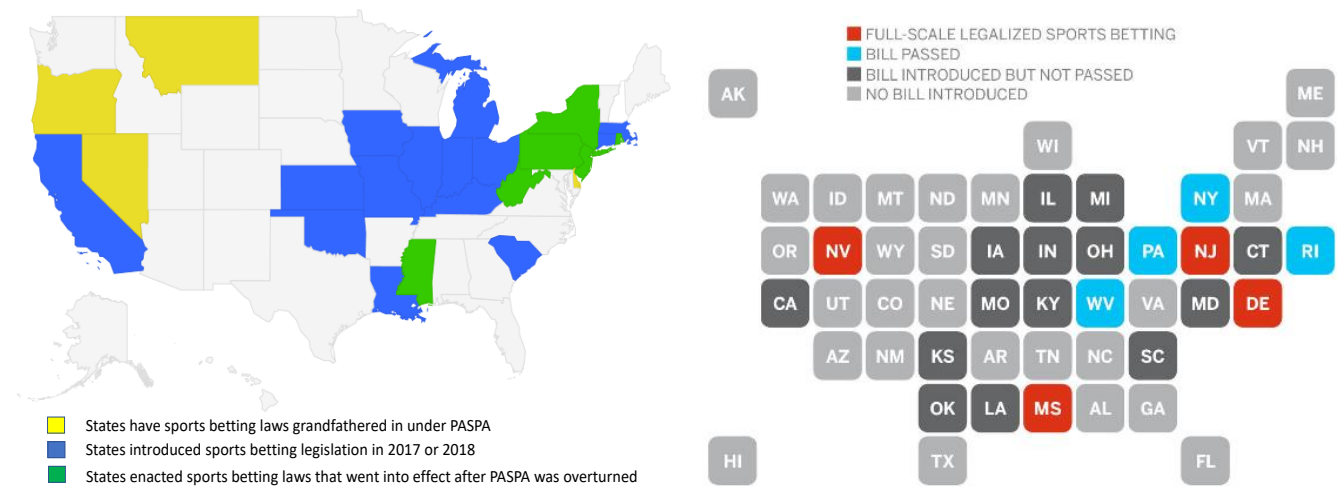 States have sports betting laws grandfathered in under PASPA
States introduced sports betting legislation in 2017 or 2018
States enacted sports betting laws that went into effect after PASPA was overturned
FULL-SCALE LEGALIZED SPORTS BETTING
BILL PASSED
BILL INTRODUCED BUT NOT PASSED
NO BILL INTRODUCED
AK ME
WI VT NH
WA ID MT ND MN IL MI NY MA
OR NV WY SD IA IN OH PA NJ CT RI
CA UT CO NE MO KY WV VA MD DE
AZ NM KS AR TN NC SC
OK LA MS AL GA
HI TX FL